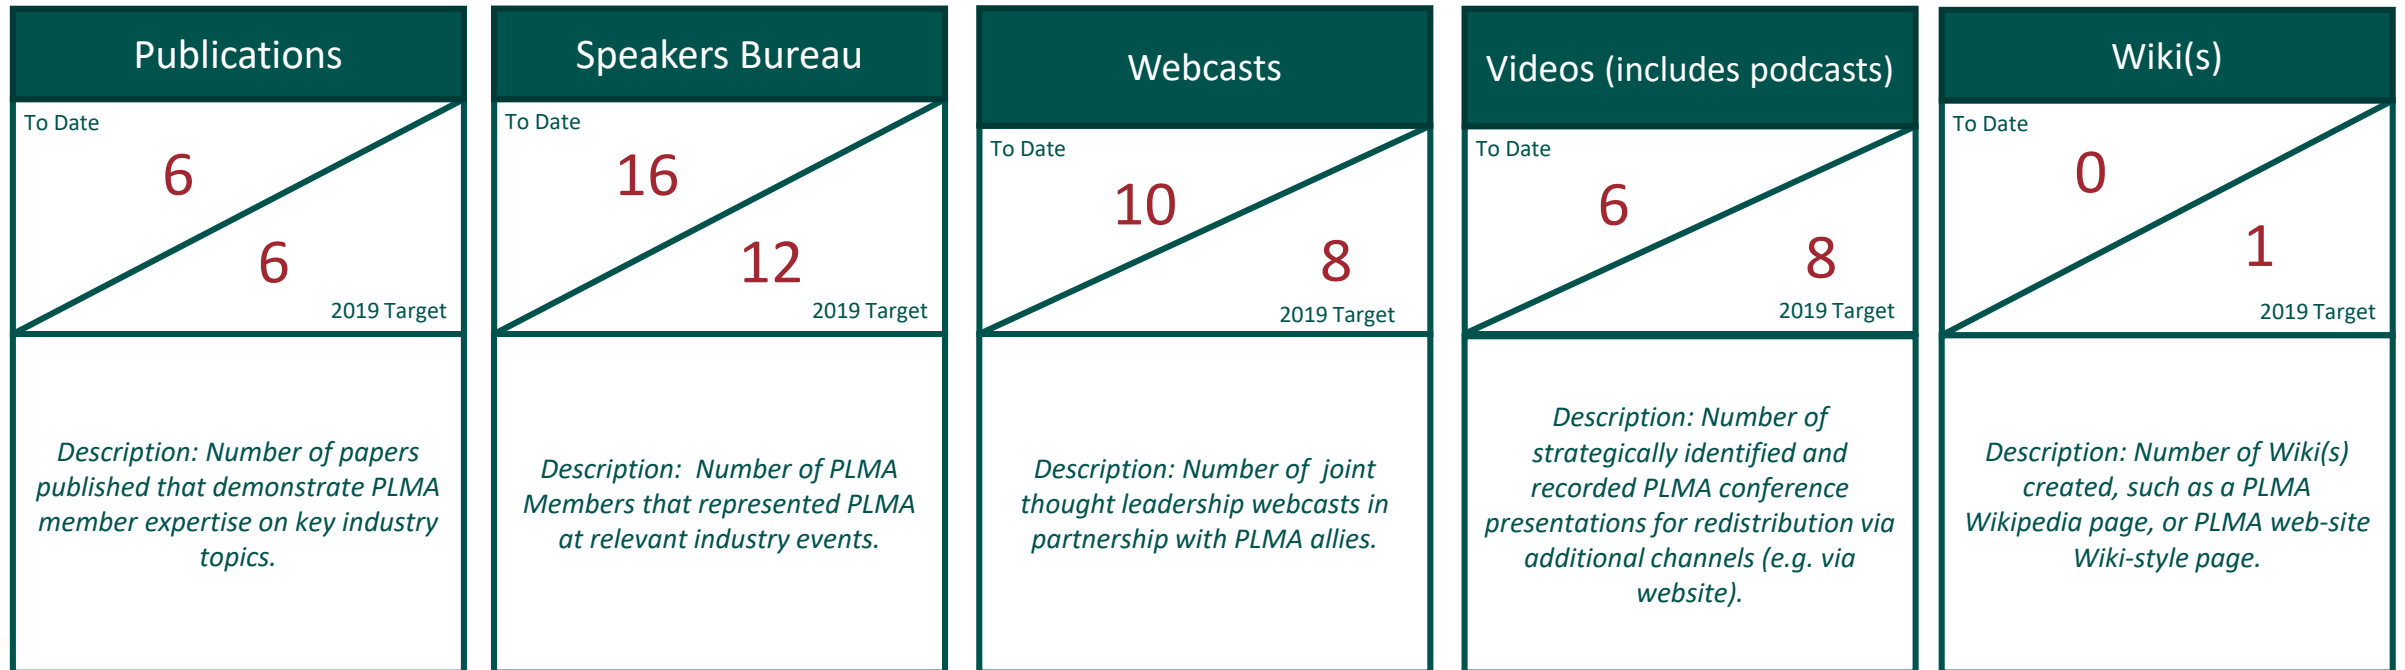 Publications
To Date
6
6
2019 Target
Description: Number of papers
published that demonstrate PLMA
member expertise on key industry
topics.
Speakers Bureau
To Date
16
12
2019 Target
Description: Number of PLMA
Members that represented PLMA
at relevant industry events.
Webcasts
To Date
10
8
2019 Target
Description: Number of joint
thought leadership webcasts in
partnership with PLMA allies.
Videos (includes podcasts)
To Date
6
8
2019 Target
Description: Number of
strategically identified and
recorded PLMA conference
presentations for redistribution via
additional channels (e.g. via
website).
Wiki(s)
To Date
0
1
2019 Target
Description: Number of Wiki(s)
created, such as a PLMA
Wikipedia page, or PLMA web-site
Wiki-style page.